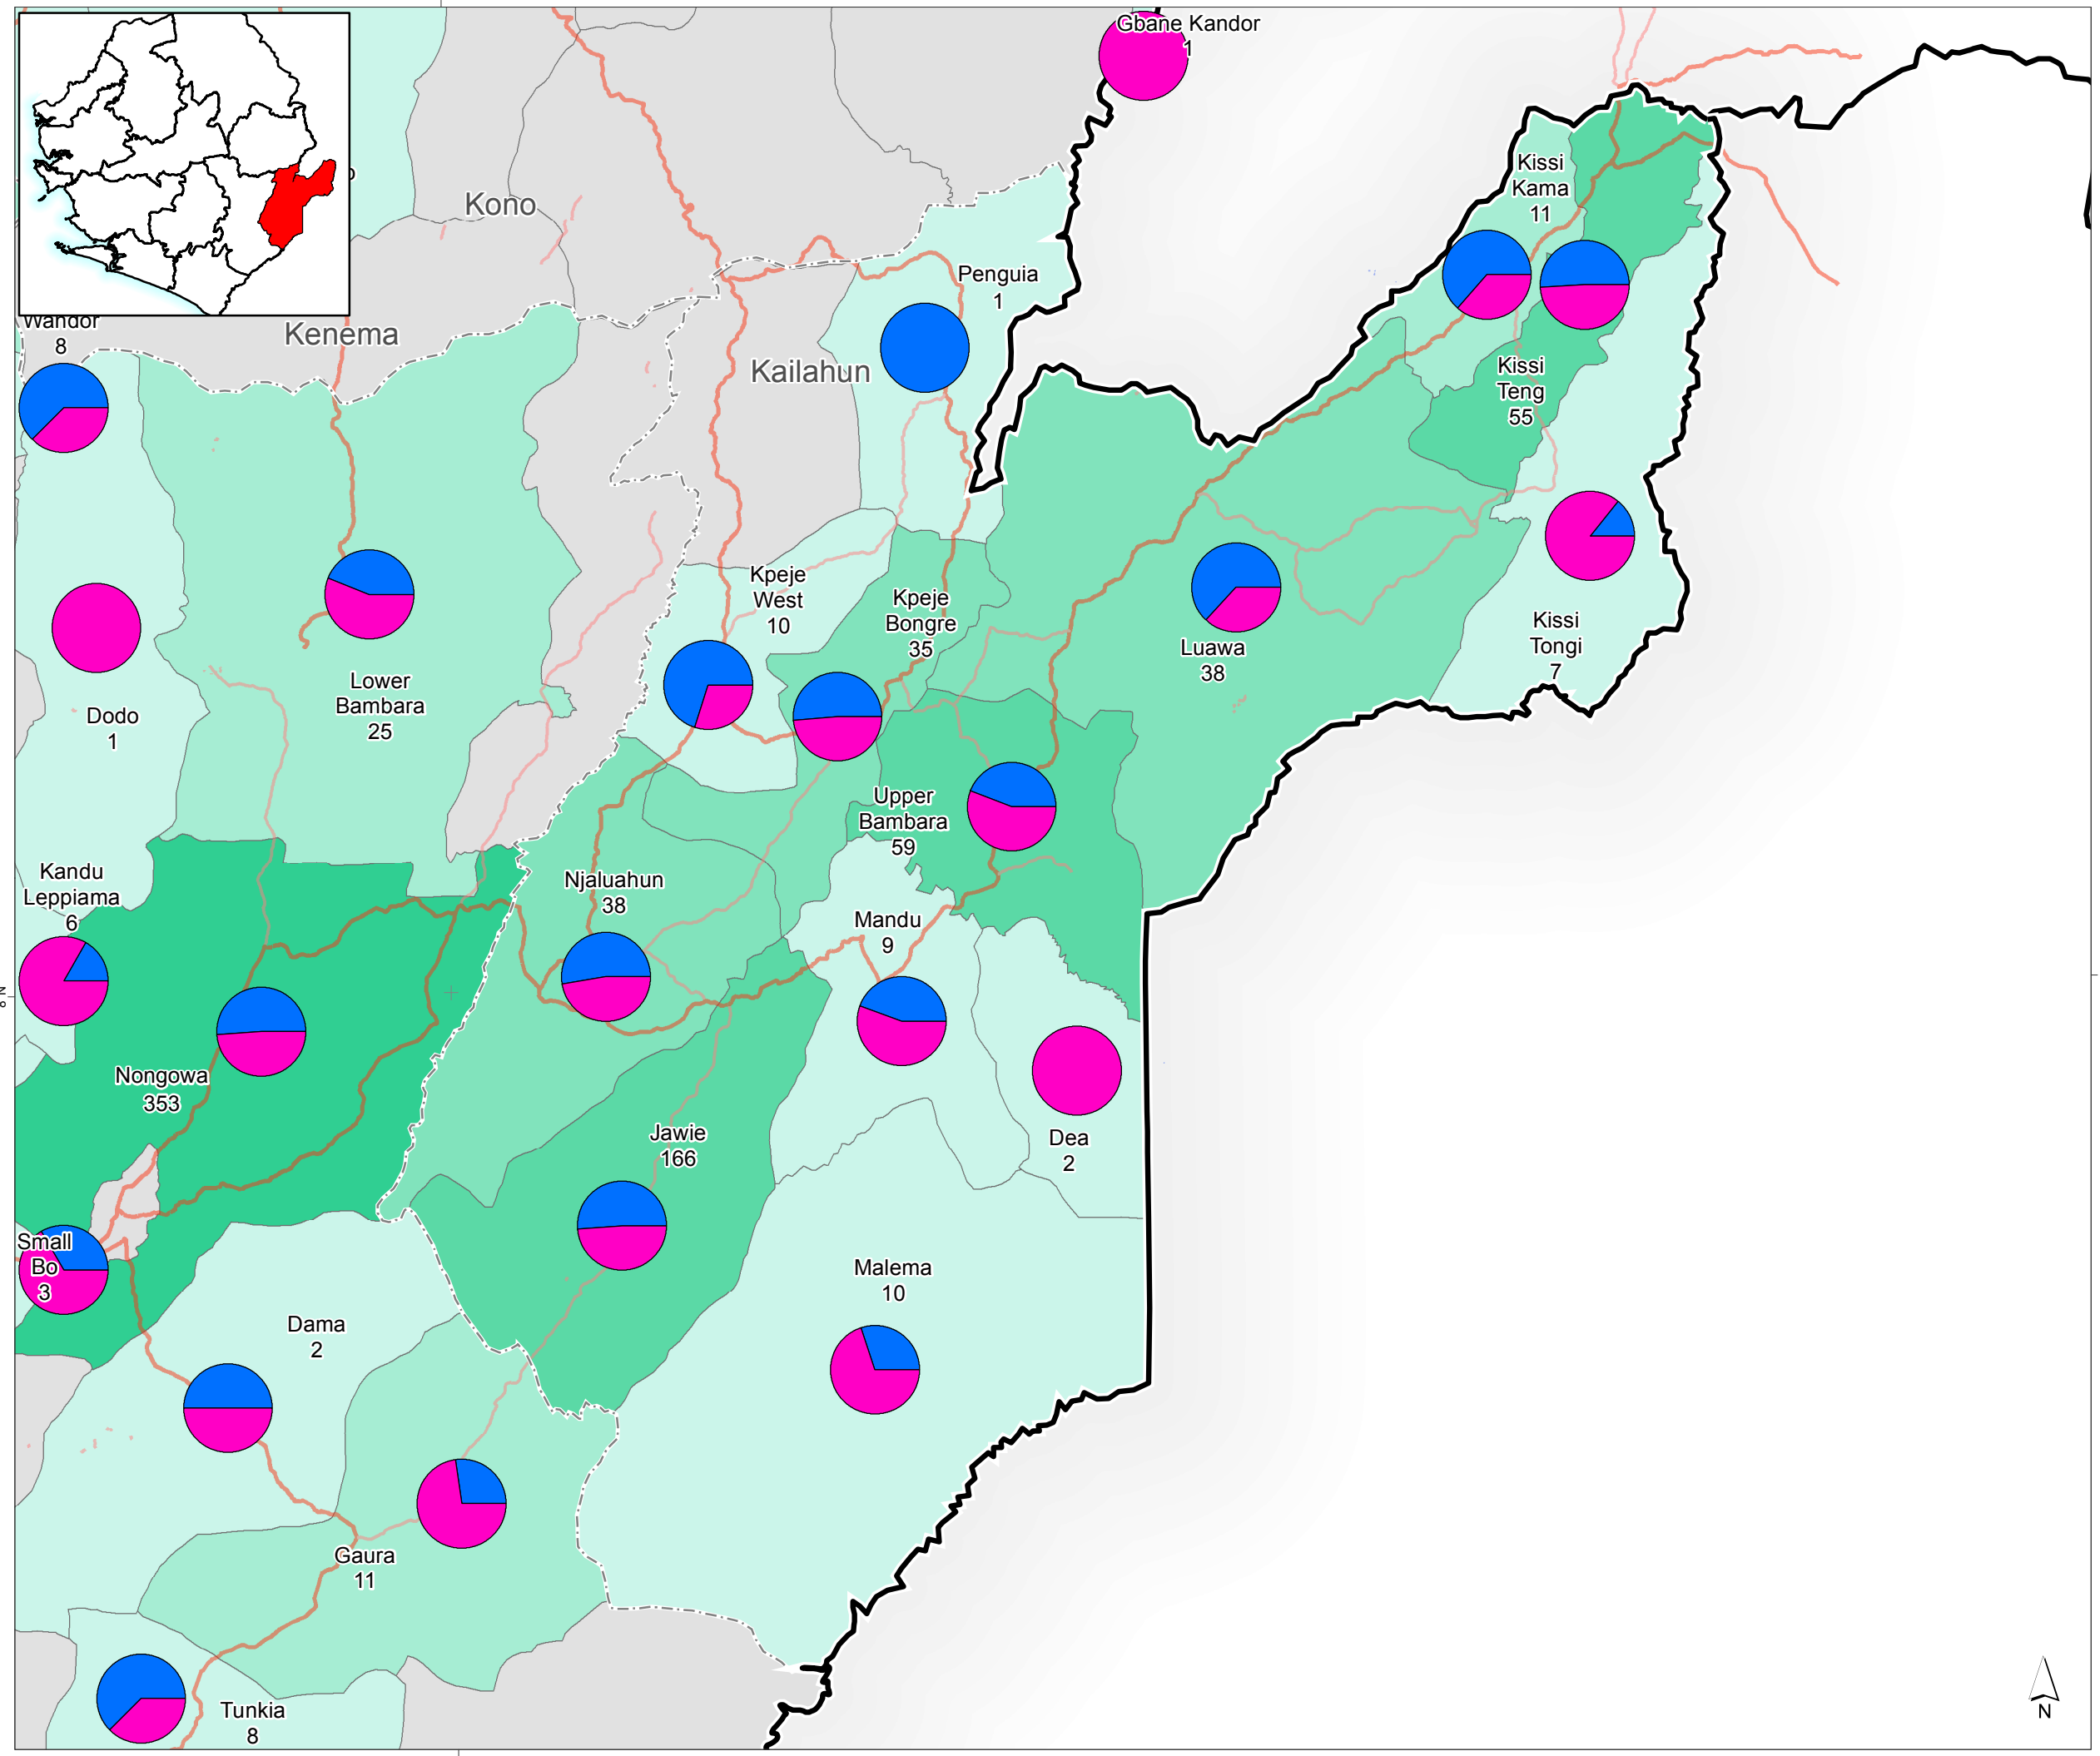 Gbane Kandor
1
Kissi
Kama
11
Kono
Penguia
1
Wandor
8
Kenema
Kailahun
Kissi
Teng
55
Kpeje
West
10
Kpeje
Bongre
35
Luawa
38
Kissi
Tongi
7
Lower
Bambara
25
Dodo
1
Upper
Bambara
59
Kandu
Leppiama
6
Njaluahun
38
Mandu
9
Nongowa
353
Jawie
166
Dea
2
Small
Bo
3
Malema
10
Dama
2
Gaura
11
Tunkia
8
N